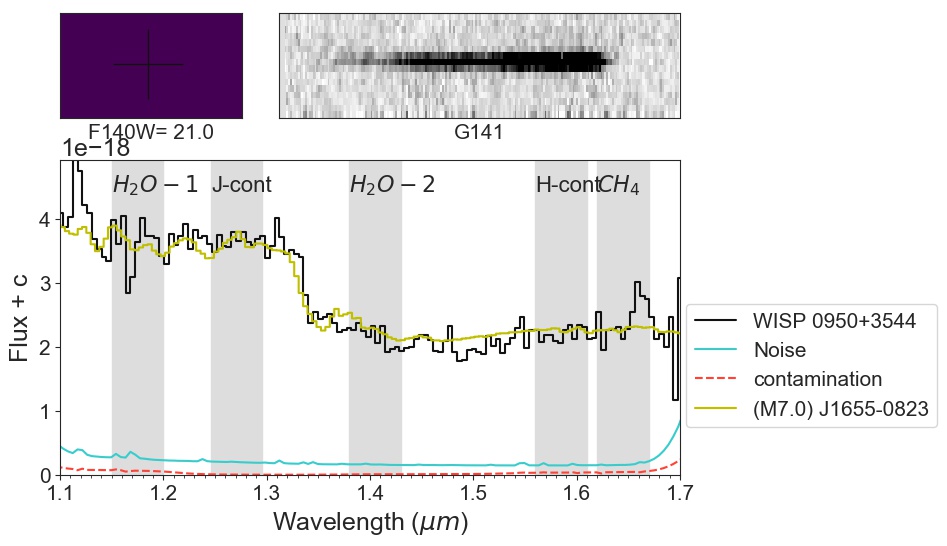 F140W= 21.0
G141
1e−18
H₂O − 1 J-cont H₂O − 2 H-cont CH₄
4
3
2
1
0
Flux + c
1.1 1.2 1.3 1.4 1.5 1.6 1.7
Wavelength (μm)
WISP 0950+3544
Noise
contamination
(M7.0) J1655-0823